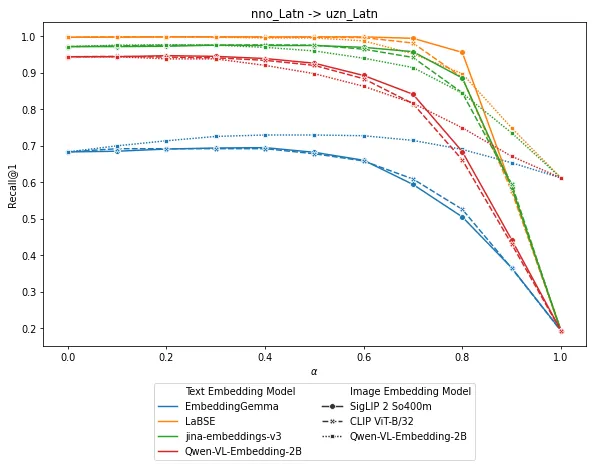 nno_Latn -> uzn_Latn
Recall@1
1.0
0.9
0.8
0.7
0.6
0.5
0.4
0.3
0.2
0.0 0.2 0.4 0.6 0.8 1.0
α
Text Embedding Model
EmbeddingGemma
LaBSE
jina-embeddings-v3
Qwen-VL-Embedding-2B
Image Embedding Model
SigLIP 2 So400m
CLIP ViT-B/32
Qwen-VL-Embedding-2B